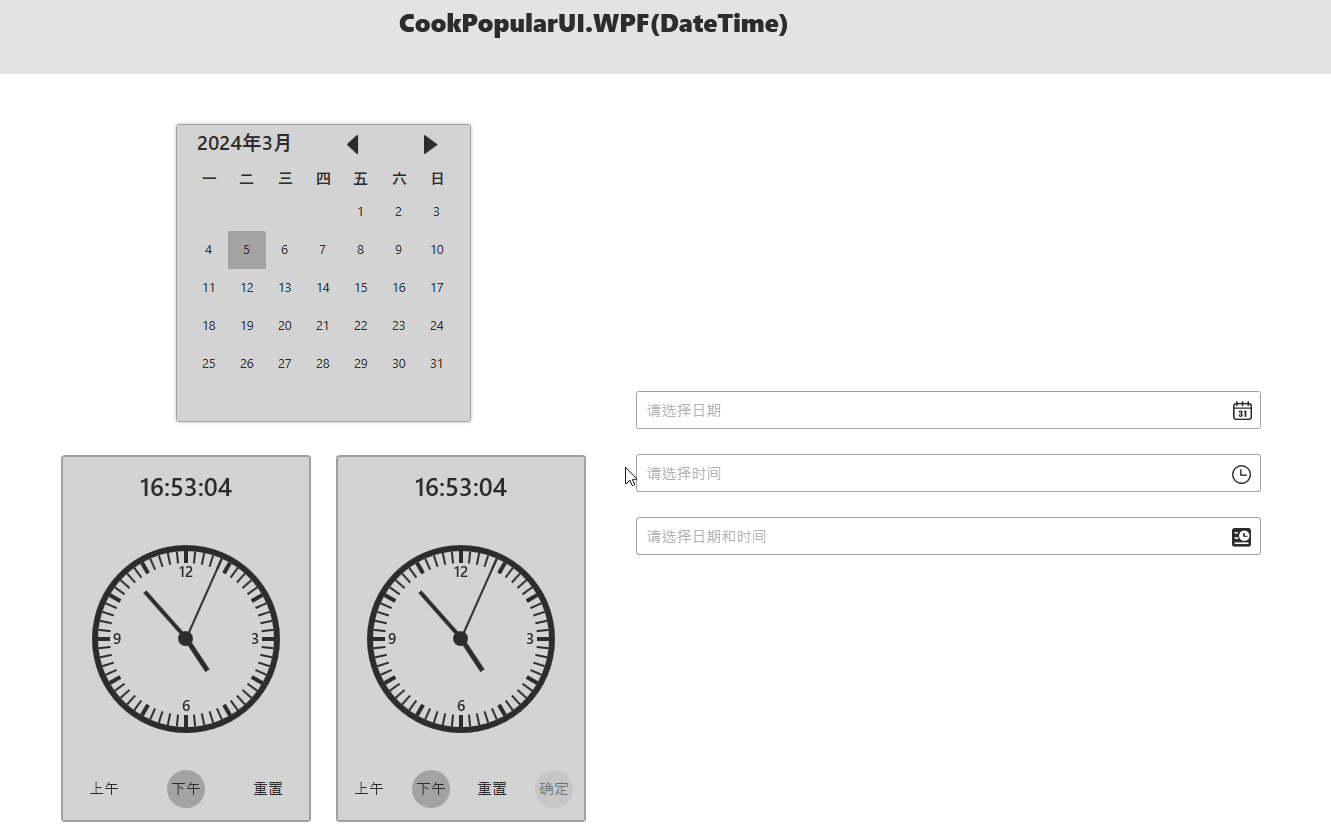 CookPopularUI.WPF(DateTime)
2024年3月
一 二 三 四 五 六 日
1 2 3
4 5 6 7 8 9 10
11 12 13 14 15 16 17
18 19 20 21 22 23 24
25 26 27 28 29 30 31
请选择日期
31
请选择时间
请选择日期和时间
16:53:04
12
9 3
6
上午 下午 重置
16:53:04
12
9 3
6
上午 下午 重置 确定